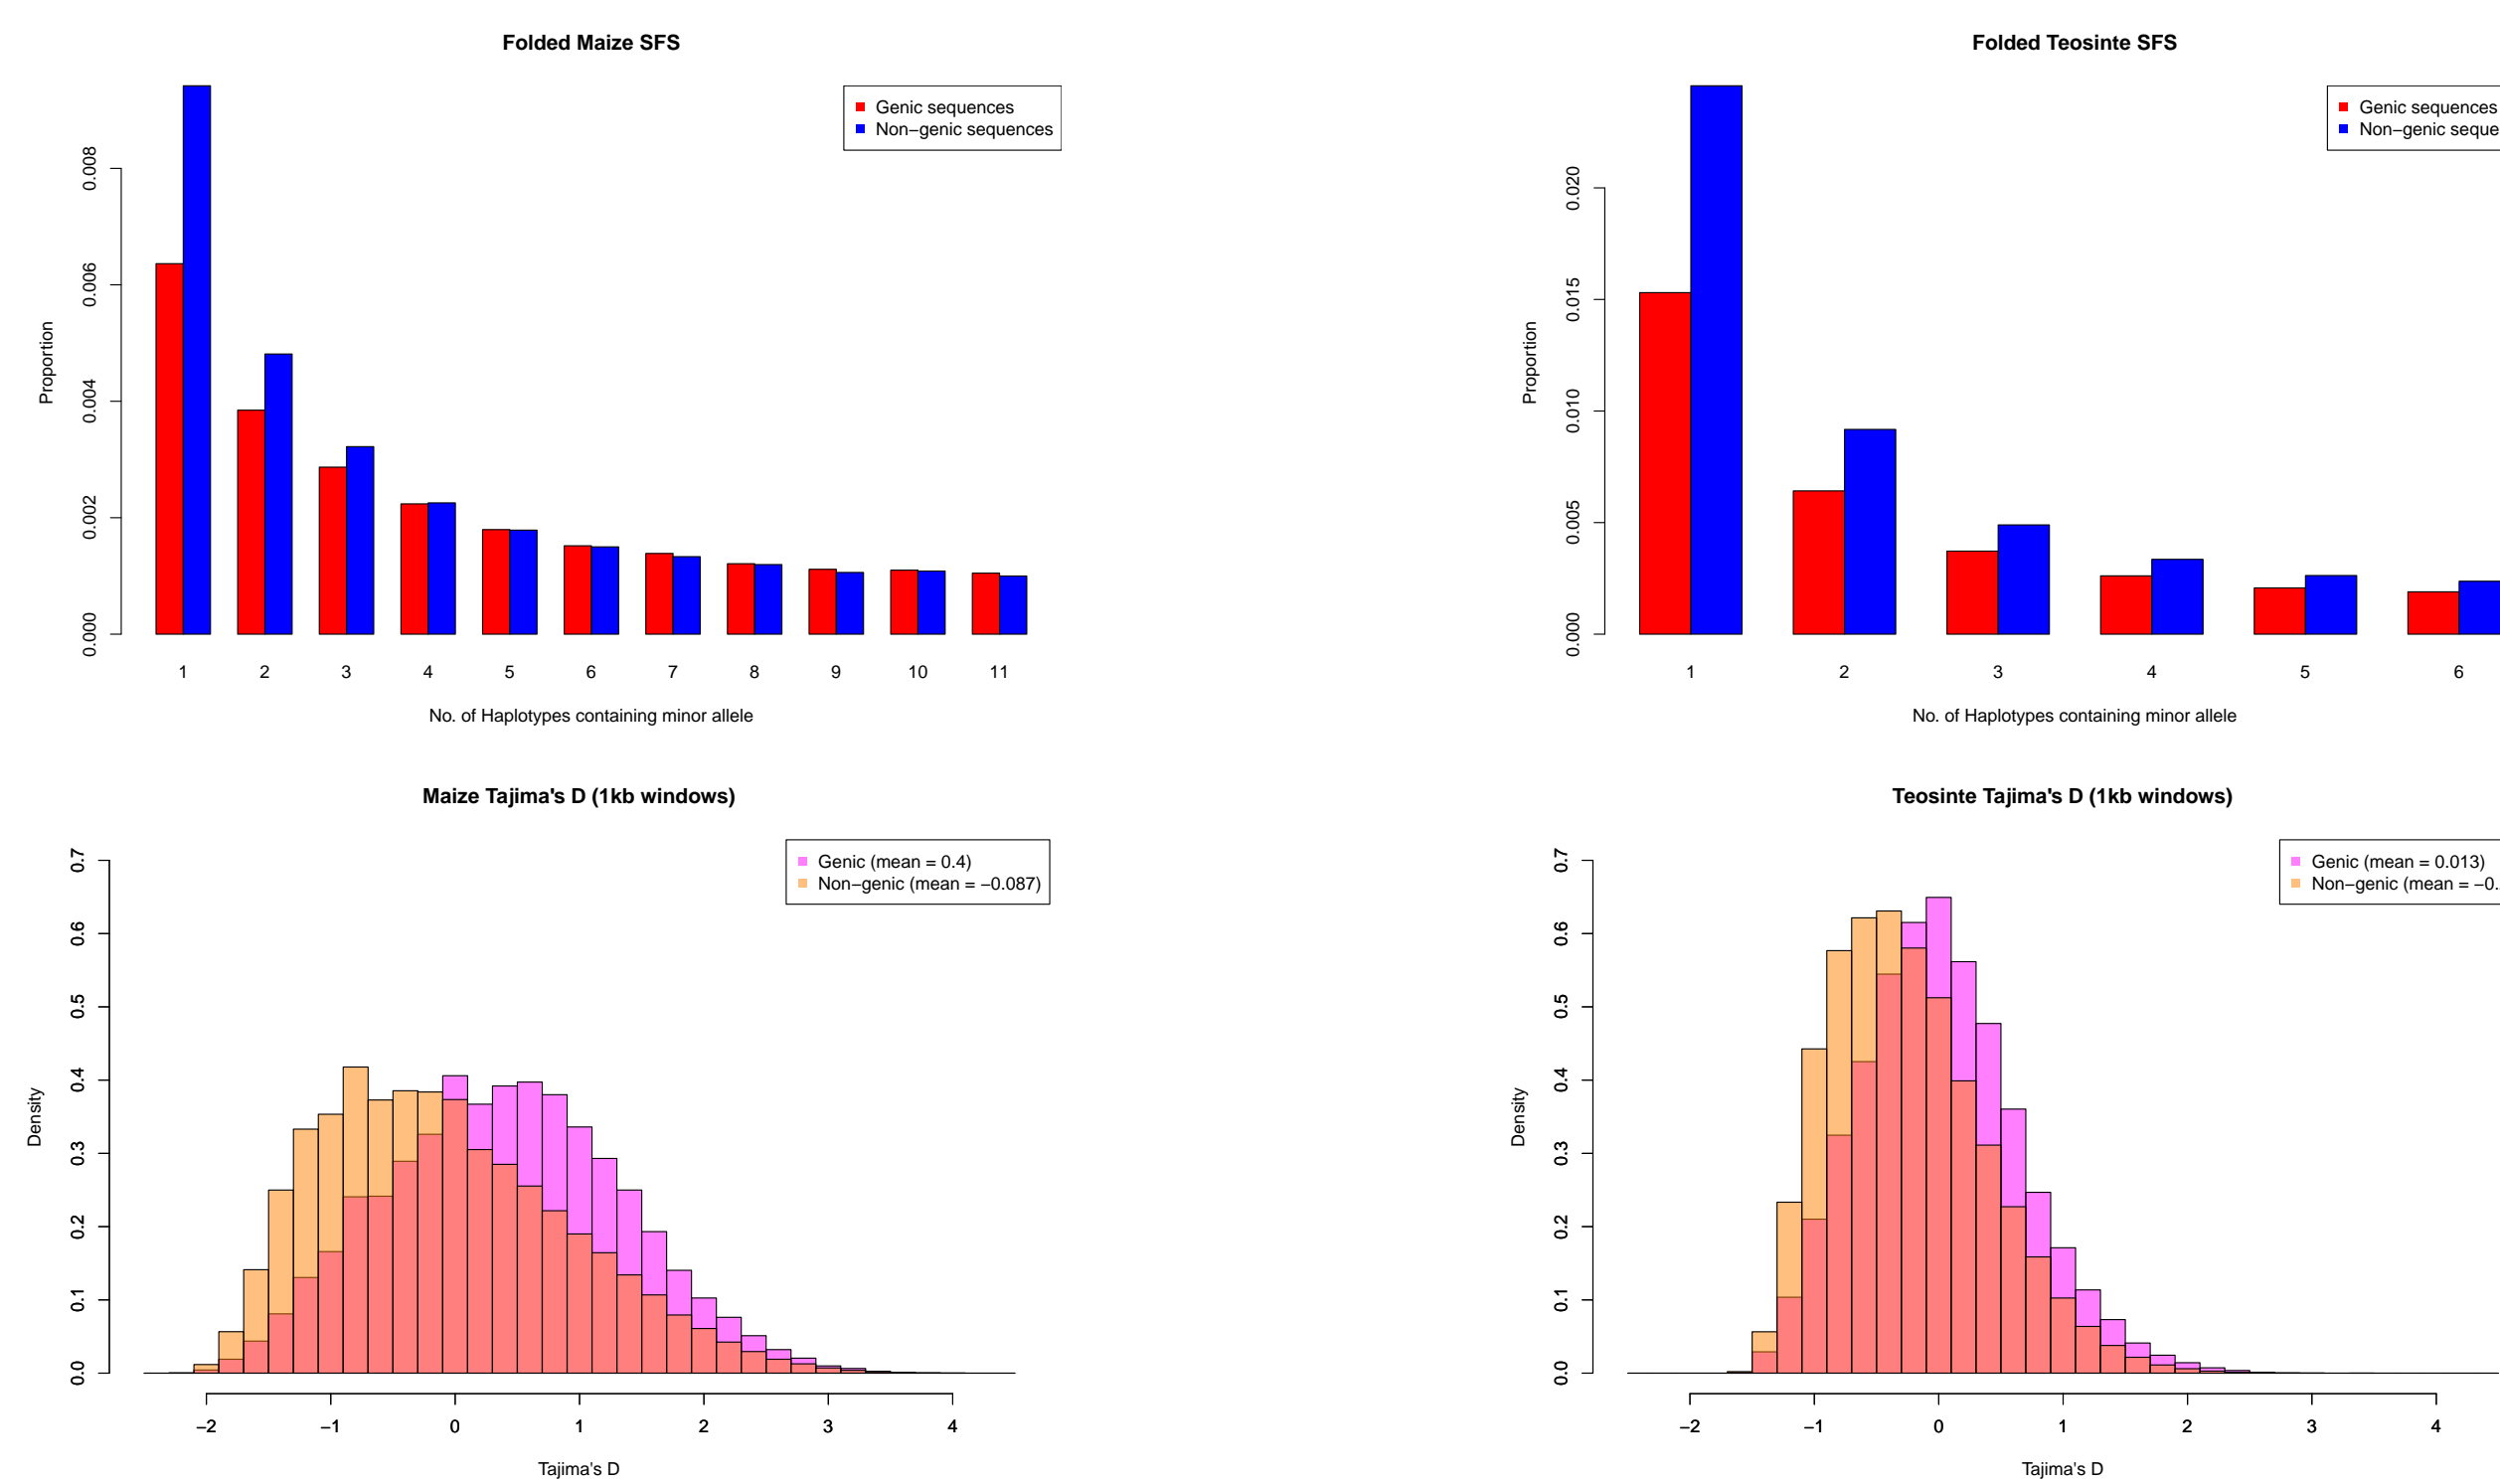 Folded Maize SFS
Genic sequences
Non−genic sequences
Proportion
0.000 0.002 0.004 0.006 0.008
1 2 3 4 5 6 7 8 9 10 11
No. of Haplotypes containing minor allele
Folded Teosinte SFS
Genic sequences
Non−genic
Proportion
0.000 0.005 0.010 0.015 0.020
1 2 3 4 5 6
No. of Haplotypes containing minor allele
Maize Tajima's D (1kb windows)
Genic (mean = 0.4)
Non−genic (mean = −0.087)
Density
0.0 0.1 0.2 0.3 0.4 0.5 0.6 0.7
−2 −1 0 1 2 3 4
Tajima's D
Teosinte Tajima's D (1kb windows)
Genic (mean = 0.013)
Non−genic (mean = −0.
Density
0.0 0.1 0.2 0.3 0.4 0.5 0.6 0.7
−2 −1 0 1 2 3 4
Tajima's D